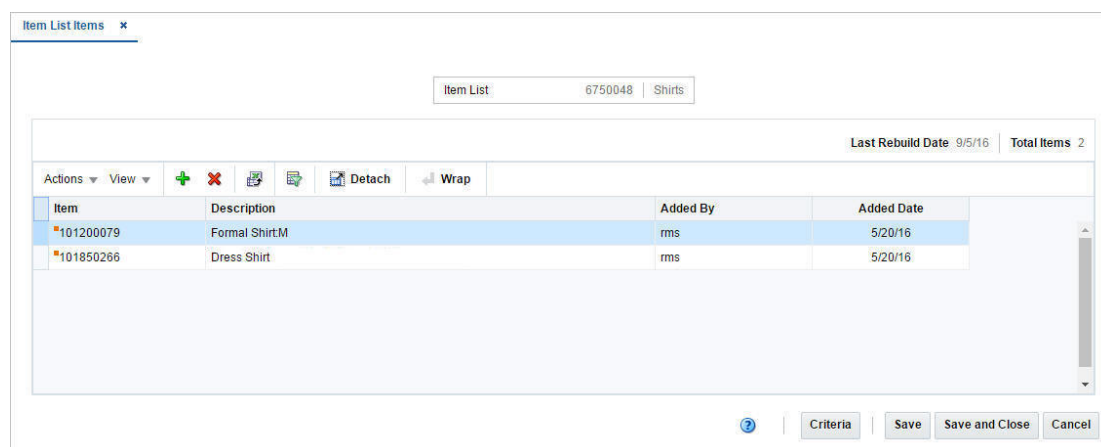 Item List Items
Item List 6750048 Shirts
Last Rebuild Date 9/5/16 Total Items 2
Actions View Detach Wrap
Item Description Added By Added Date
101200079 Formal Shirt:M rms 5/20/16
101850266 Dress Shirt rms 5/20/16
Criteria Save Save and Close Cancel